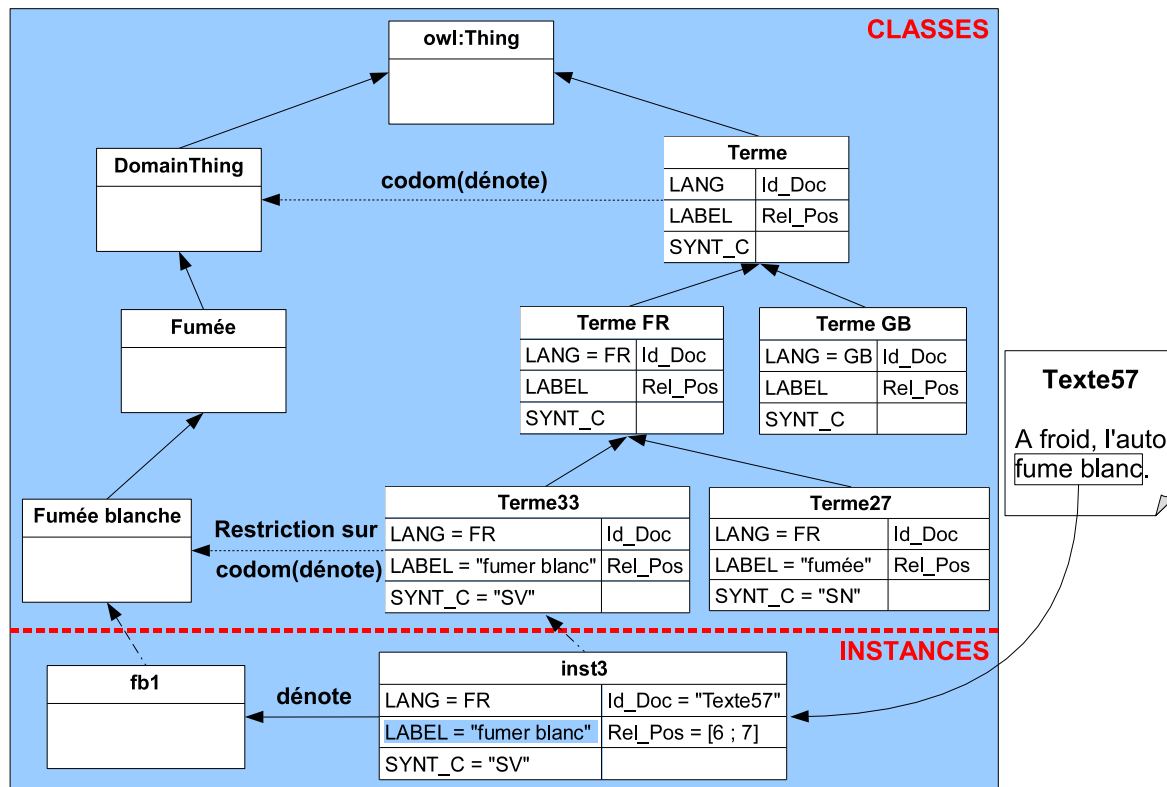 CLASSES
owl:Thing
DomainThing
codom(dénote)
Terme
LANG Id_Doc
LABEL Rel_Pos
SYNT_C
Fumée
Terme FR
LANG = FR Id_Doc
LABEL Rel_Pos
SYNT_C
Terme GB
LANG = GB Id_Doc
LABEL Rel_Pos
SYNT_C
Texte57
A froid, l'auto
fume blanc.
Fumée blanche
Restriction sur
codom(dénote)
Terme33
LANG = FR Id_Doc
LABEL = "fumer blanc" Rel_Pos
SYNT_C = "SV"
Terme27
LANG = FR Id_Doc
LABEL = "fumée" Rel_Pos
SYNT_C = "SN"
INSTANCES
fb1
dénote
inst3
LANG = FR Id_Doc = "Texte57"
LABEL = "fumer blanc" Rel_Pos = [6 ; 7]
SYNT_C = "SV"